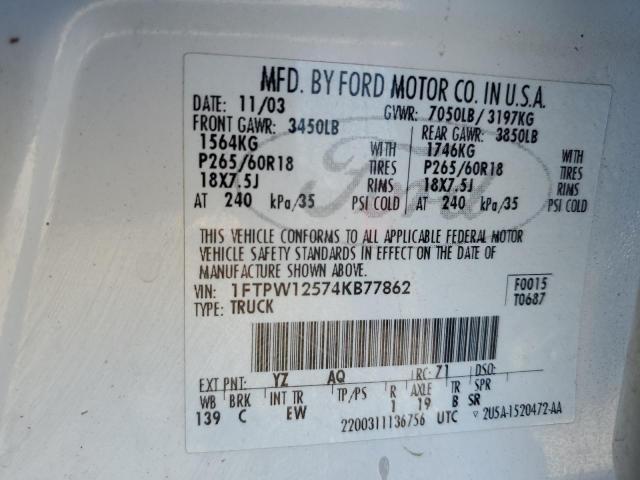 MFD. BY FORD MOTOR CO. IN U.S.A.
DATE: 11/03 GVWR: 7050LB/ 3197KG
FRONT GAWR: 3450LB REAR GAWR: 3850LB
1564KG WITH 1746KG WITH
P265/60R18 TIRES P265/60R18 TIRES
18X7.5J RIMS 18X7.5J RIMS
AT 240 kPa/35 PSI COLD AT 240 kPa/35 PSI COLD
Ford
THIS VEHICLE CONFORMS TO ALL APPLICABLE FEDERAL MOTOR
VEHICLE SAFETY STANDARDS IN EFFECT ON THE DATE OF
MANUFACTURE SHOWN ABOVE.
VIN: 1FTPW12574KB77862 F0015
TYPE: TRUCK T0687
EXT PNT: YZ AQ RC: 71 DSO:
WB BRK INT TR TP/PS R AXLE TR SPR
139 C EW 1 19 B SR
2200311136756 UTC ▽ 2U5A-1520472-AA